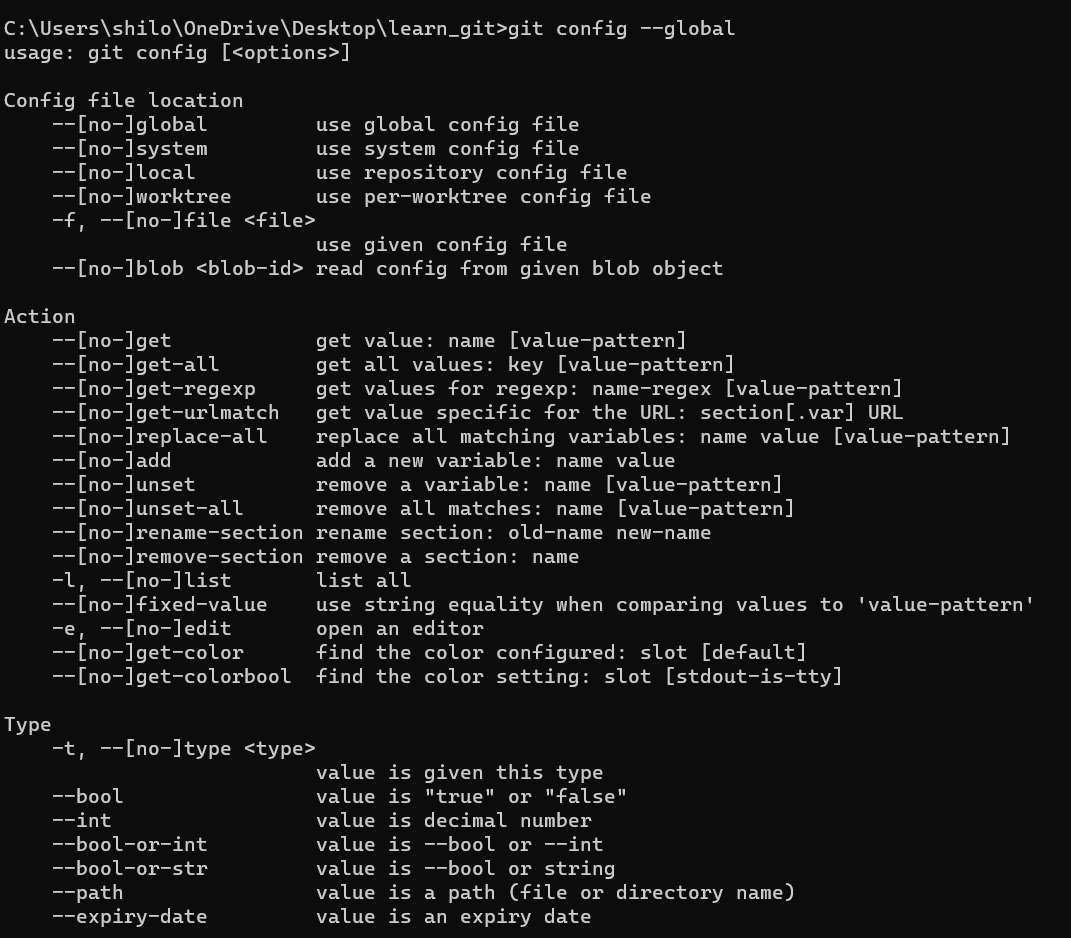 C:\Users\shilo\OneDrive\Desktop\learn_git>git config --global
usage: git config [<options>]

Config file location
    --[no-]global         use global config file
    --[no-]system         use system config file
    --[no-]local          use repository config file
    --[no-]worktree       use per-worktree config file
    -f, --[no-]file <file>
                          use given config file
    --[no-]blob <blob-id> read config from given blob object

Action
    --[no-]get            get value: name [value-pattern]
    --[no-]get-all        get all values: key [value-pattern]
    --[no-]get-regexp     get values for regexp: name-regex [value-pattern]
    --[no-]get-urlmatch   get value specific for the URL: section[.var] URL
    --[no-]replace-all    replace all matching variables: name value [value-pattern]
    --[no-]add            add a new variable: name value
    --[no-]unset          remove a variable: name [value-pattern]
    --[no-]unset-all      remove all matches: name [value-pattern]
    --[no-]rename-section rename section: old-name new-name
    --[no-]remove-section remove a section: name
    -l, --[no-]list       list all
    --[no-]fixed-value    use string equality when comparing values to 'value-pattern'
    -e, --[no-]edit       open an editor
    --[no-]get-color      find the color configured: slot [default]
    --[no-]get-colorbool  find the color setting: slot [stdout-is-tty]

Type
    -t, --[no-]type <type>
                          value is given this type
    --bool                value is "true" or "false"
    --int                 value is decimal number
    --bool-or-int         value is --bool or --int
    --bool-or-str         value is --bool or string
    --path                value is a path (file or directory name)
    --expiry-date         value is an expiry date